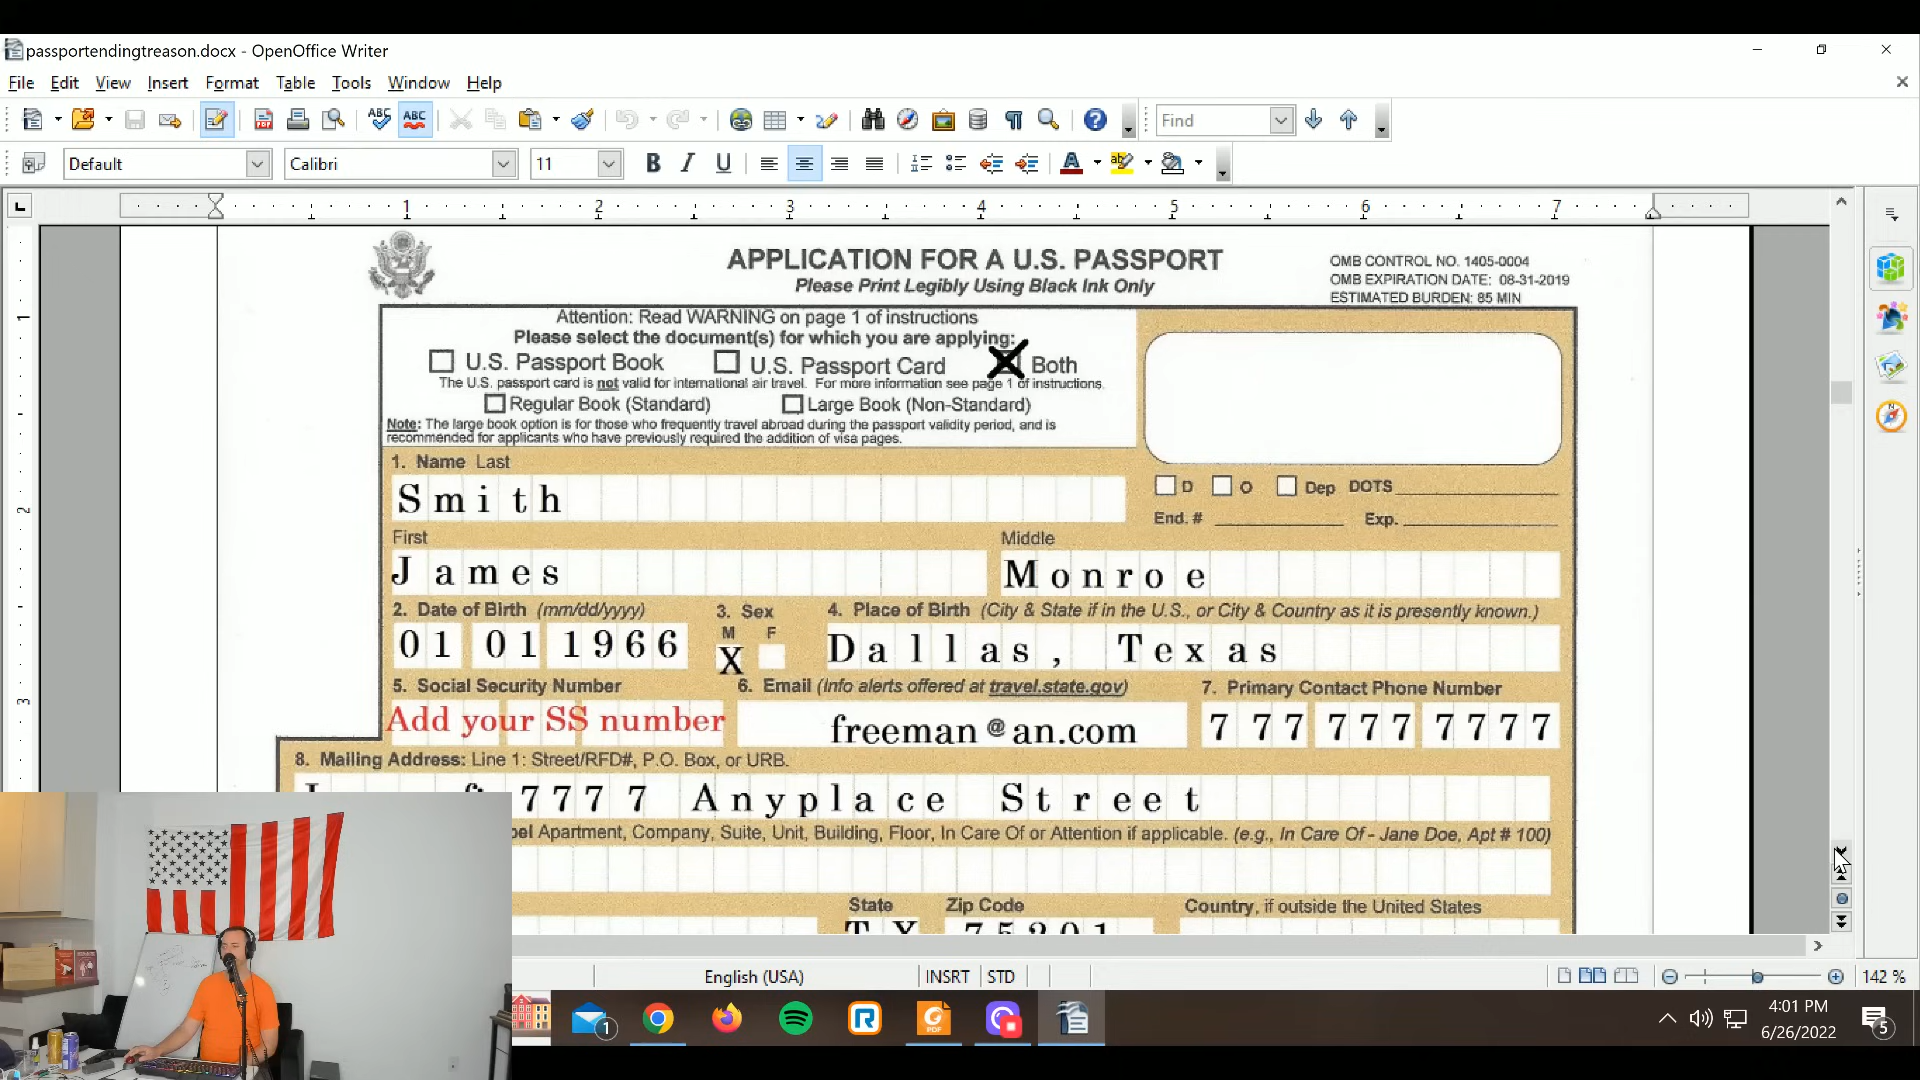 passportendingtreason.docx - OpenOffice Writer
File Edit View Insert Format Table Tools Window Help
Find
Default Calibri 11
1 2 3 4 5 6 7
APPLICATION FOR A U.S. PASSPORT
Please Print Legibly Using Black Ink Only
OMB CONTROL NO. 1405-0004
OMB EXPIRATION DATE: 08-31-2019
ESTIMATED BURDEN: 85 MIN
Attention: Read WARNING on page 1 of instructions
Please select the document(s) for which you are applying:
U.S. Passport Book U.S. Passport Card Both
The U.S. passport card is not valid for international air travel. For more information see page 1 of instructions.
Regular Book (Standard) Large Book (Non-Standard)
Note: The large book option is for those who frequently travel abroad during the passport validity period, and is
recommended for applicants who have previously required the addition of visa pages.
1. Name Last
Smith
D O Dep DOTS
End. # Exp.
First Middle
James Monroe
2. Date of Birth (mm/dd/yyyy) 3. Sex 4. Place of Birth (City & State if in the U.S., or City & Country as it is presently known.)
M F
01 01 1966 X Dallas, Texas
5. Social Security Number 6. Email (Info alerts offered at travel.state.gov) 7. Primary Contact Phone Number
Add your SS number freeman@an.com 777 777 7777
8. Mailing Address: Line 1: Street/RFD#, P.O. Box, or URB.
7777 Anyplace Street
Apartment, Company, Suite, Unit, Building, Floor, In Care Of or Attention if applicable. (e.g., In Care Of - Jane Doe, Apt # 100)
State Zip Code Country, if outside the United States
TX 75201
English (USA) INSRT STD 142 %
1
4:01 PM
6/26/2022
5